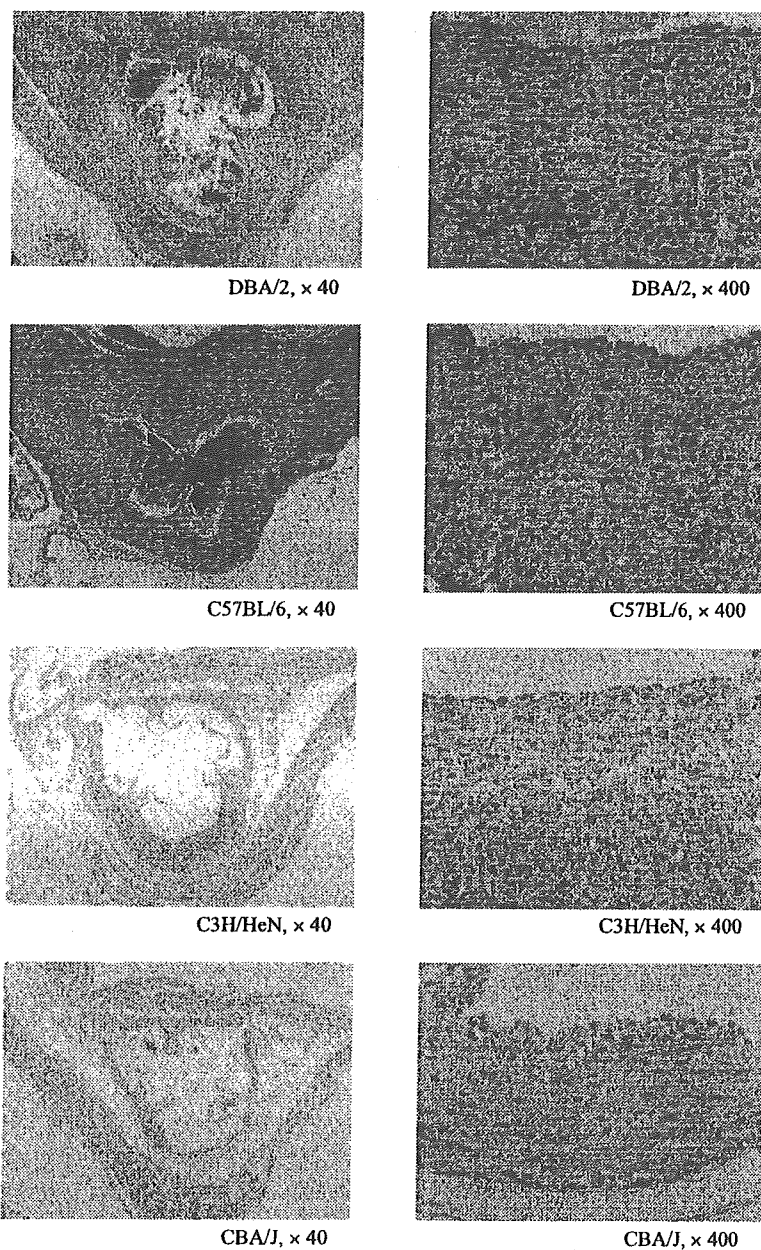 DBA/2, × 40
DBA/2, × 400
C57BL/6, × 40
C57BL/6, × 400
C3H/HeN, × 40
C3H/HeN, × 400
CBA/J, × 40
CBA/J, × 400